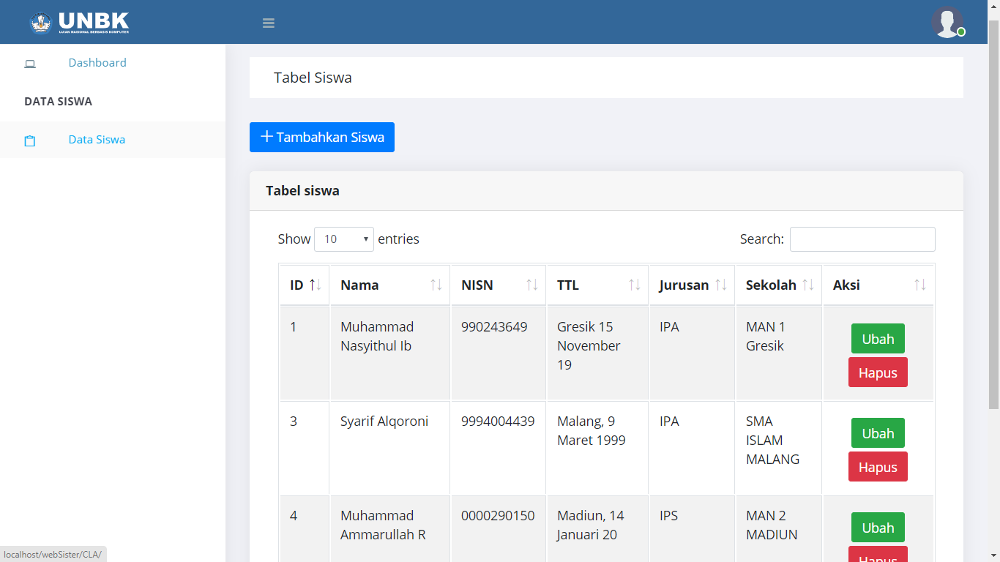 UNBK
UJIAN NASIONAL BERBASIS KOMPUTER
Dashboard
DATA SISWA
Data Siswa
Tabel Siswa
Tambahkan Siswa
Tabel siswa
Show 10 entries
Search:
ID Nama NISN TTL Jurusan Sekolah Aksi
1 Muhammad 990243649 Gresik 15 IPA MAN 1 Ubah
Nasyithul Ib November Gresik
19 Hapus
3 Syarif Alqoroni 9994004439 Malang, 9 IPA SMA Ubah
Maret 1999 ISLAM
MALANG Hapus
4 Muhammad 0000290150 Madiun, 14 IPS MAN 2 Ubah
Ammarullah R Januari 20 MADIUN
Hapus
localhost/webSister/CLA/